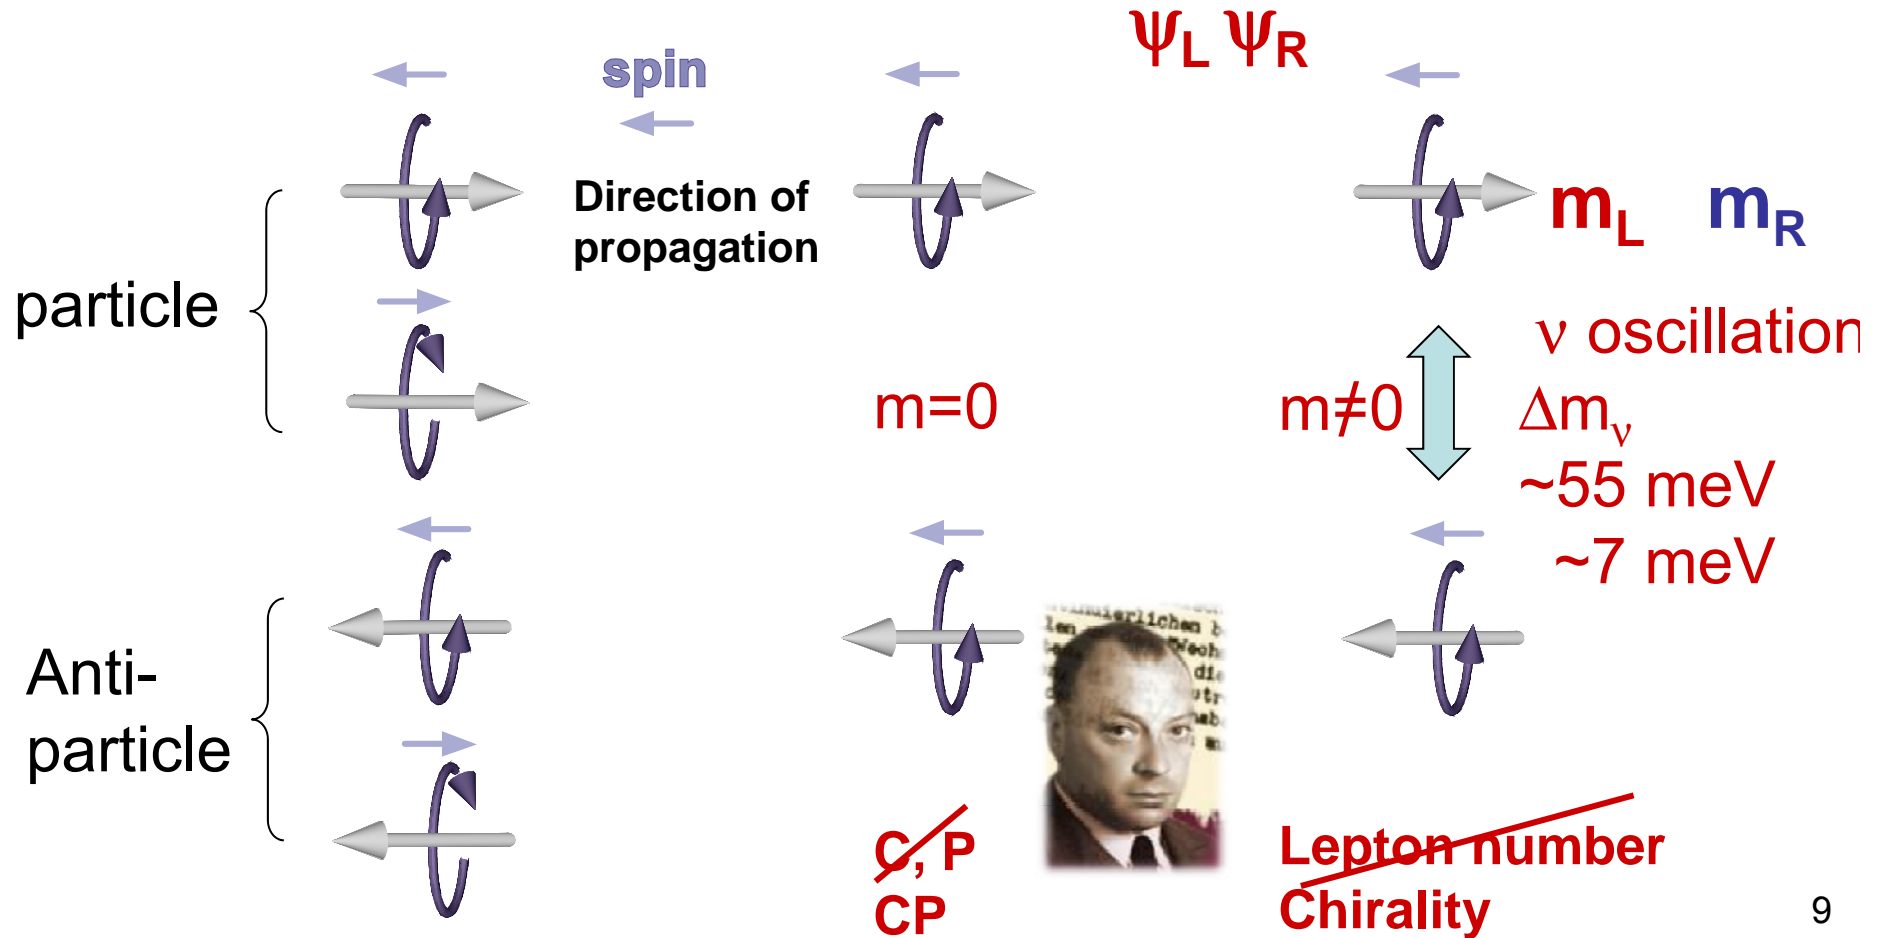 ψL ψR
spin
Direction of
propagation
mL mR
particle
ν oscillation
m=0
m≠0
Δmν
~55 meV
~7 meV
Anti-
particle
C, P
CP
Lepton number
Chirality
9